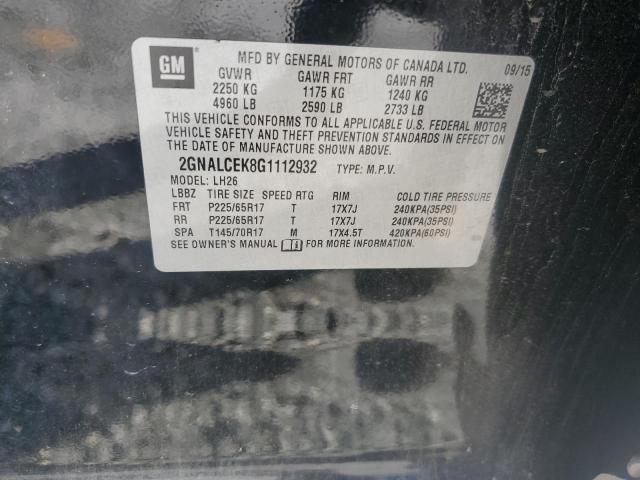 GM
MFD BY GENERAL MOTORS OF CANADA LTD. 09/15
GVWR GAWR FRT GAWR RR
2250 KG 1175 KG 1240 KG
4960 LB 2590 LB 2733 LB
THIS VEHICLE CONFORMS TO ALL APPLICABLE U.S. FEDERAL MOTOR
VEHICLE SAFETY AND THEFT PREVENTION STANDARDS IN EFFECT ON
THE DATE OF MANUFACTURE SHOWN ABOVE.
2GNALCEK8G1112932 TYPE: M.P.V.
MODEL: LH26
LBBZ TIRE SIZE SPEED RTG RIM COLD TIRE PRESSURE
FRT P225/65R17 T 17X7J 240KPA(35PSI)
RR P225/65R17 T 17X7J 240KPA(35PSI)
SPA T145/70R17 M 17X4.5T 420KPA(60PSI)
SEE OWNER'S MANUAL FOR MORE INFORMATION.